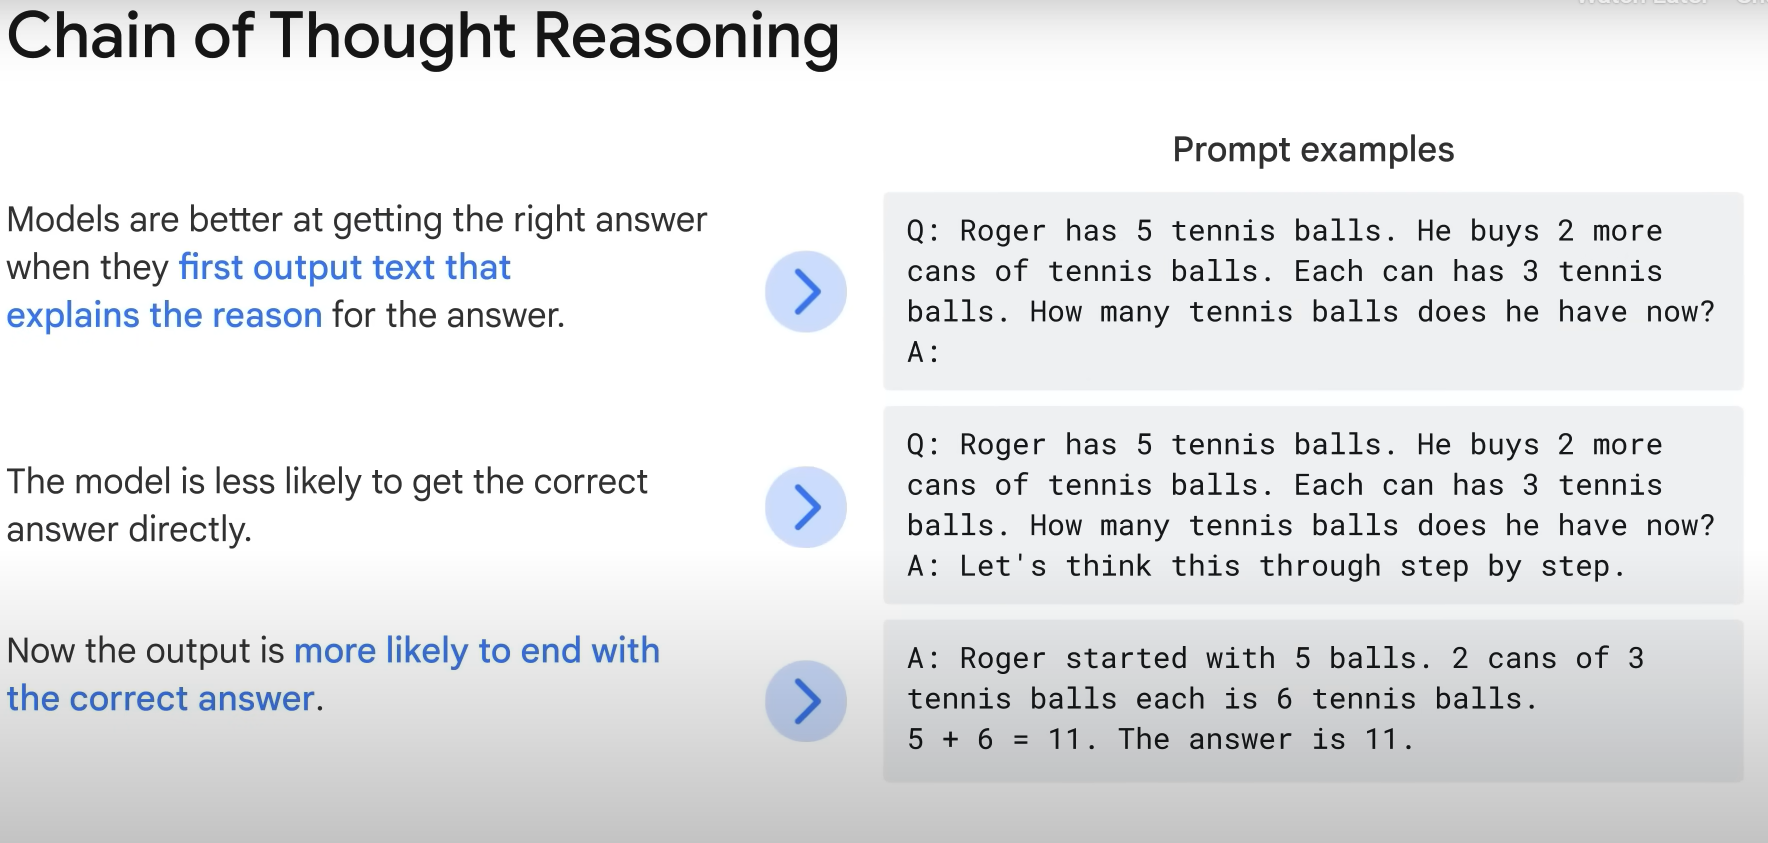 Chain of Thought Reasoning
Prompt examples
Models are better at getting the right answer
when they first output text that
explains the reason for the answer.
Q: Roger has 5 tennis balls. He buys 2 more
cans of tennis balls. Each can has 3 tennis
balls. How many tennis balls does he have now?
A:
The model is less likely to get the correct
answer directly.
Q: Roger has 5 tennis balls. He buys 2 more
cans of tennis balls. Each can has 3 tennis
balls. How many tennis balls does he have now?
A: Let's think this through step by step.
Now the output is more likely to end with
the correct answer.
A: Roger started with 5 balls. 2 cans of 3
tennis balls each is 6 tennis balls.
5 + 6 = 11. The answer is 11.